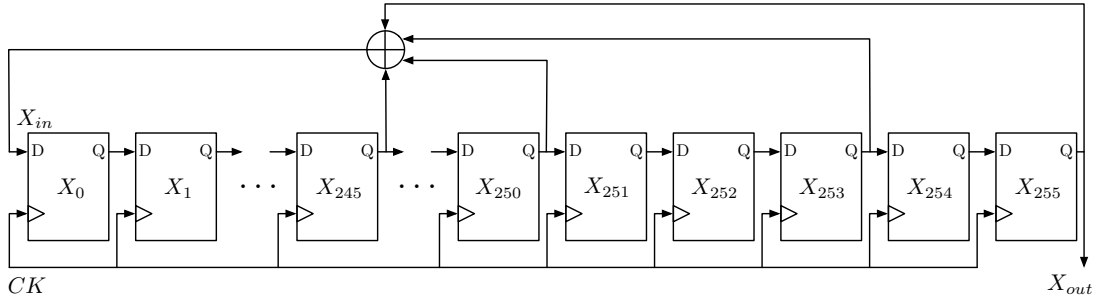 X_in
D Q D Q D Q D Q D Q D Q D Q D Q D Q
X_0 X_1 · · · X_245 · · · X_250 X_251 X_252 X_253 X_254 X_255
CK X_out